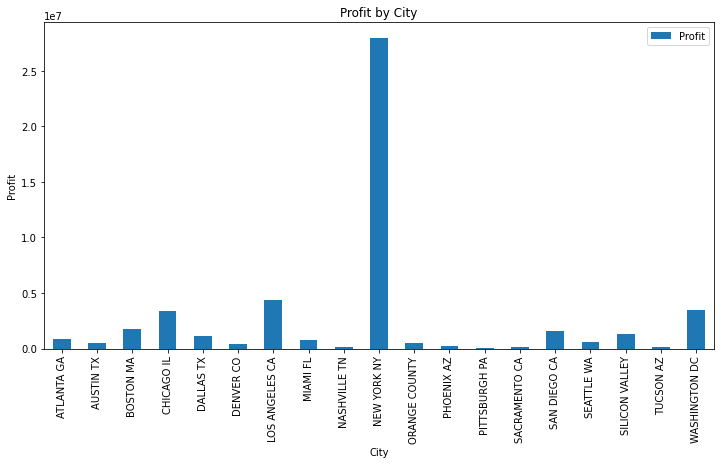 Profit by City
1e7
Profit
2.5
2.0
1.5
1.0
0.5
0.0
Profit
ATLANTA GA
AUSTIN TX
BOSTON MA
CHICAGO IL
DALLAS TX
DENVER CO
LOS ANGELES CA
MIAMI FL
NASHVILLE TN
NEW YORK NY
ORANGE COUNTY
PHOENIX AZ
PITTSBURGH PA
SACRAMENTO CA
SAN DIEGO CA
SEATTLE WA
SILICON VALLEY
TUCSON AZ
WASHINGTON DC
City